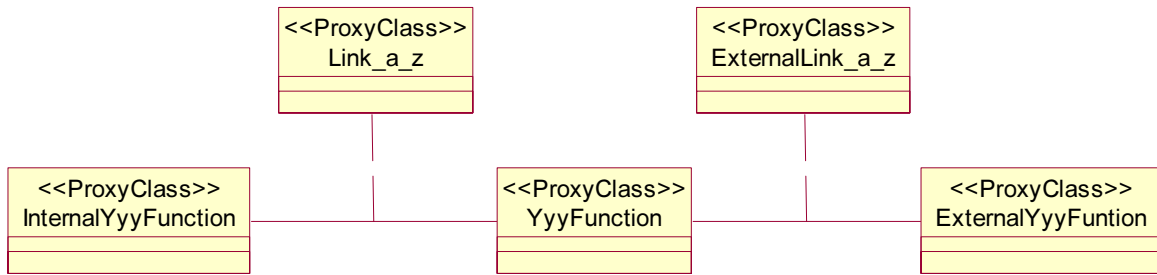 <<ProxyClass>>
Link_a_z
<<ProxyClass>>
ExternalLink_a_z
<<ProxyClass>>
InternalYyyFunction
<<ProxyClass>>
YyyFunction
<<ProxyClass>>
ExternalYyyFuntion